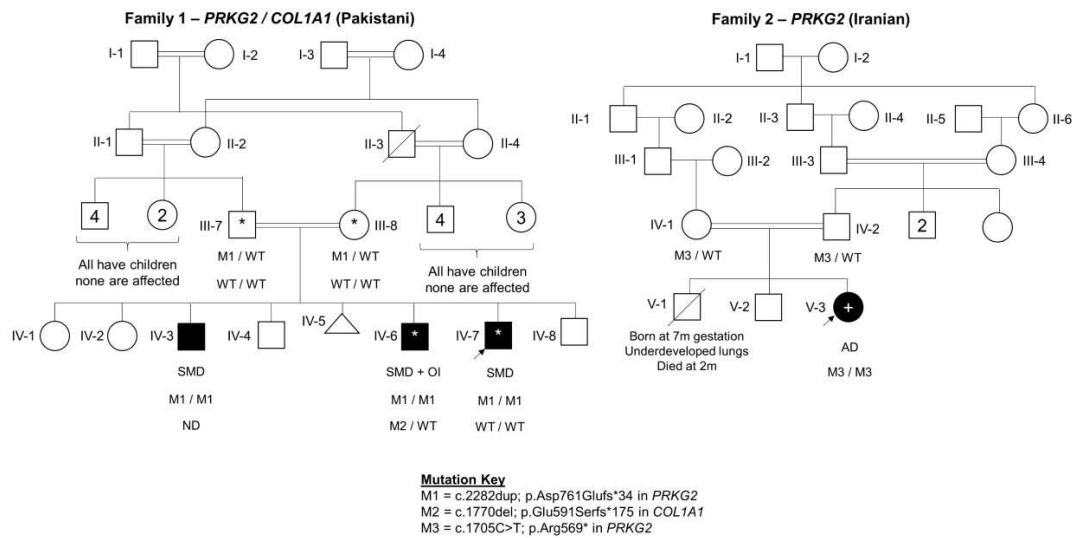 Family 1 – PRKG2 / COL1A1 (Pakistani)
I-1
I-2
I-3
I-4
II-1
II-2
II-3
II-4
4
2
III-7
*
*
III-8
4
3
All have children
none are affected
M1 / WT
WT / WT
M1 / WT
WT / WT
All have children
none are affected
IV-1
IV-2
IV-3
IV-4
IV-5
IV-6
*
IV-7
*
IV-8
SMD
M1 / M1
ND
SMD + OI
M1 / M1
M2 / WT
SMD
M1 / M1
WT / WT
Family 2 – PRKG2 (Iranian)
I-1
I-2
II-1
II-2
II-3
II-4
II-5
II-6
III-1
III-2
III-3
III-4
IV-1
IV-2
2
M3 / WT
M3 / WT
V-1
V-2
V-3
+
Born at 7m gestation
Underdeveloped lungs
Died at 2m
AD
M3 / M3
Mutation Key
M1 = c.2282dup; p.Asp761Glufs*34 in PRKG2
M2 = c.1770del; p.Glu591Serfs*175 in COL1A1
M3 = c.1705C>T; p.Arg569* in PRKG2